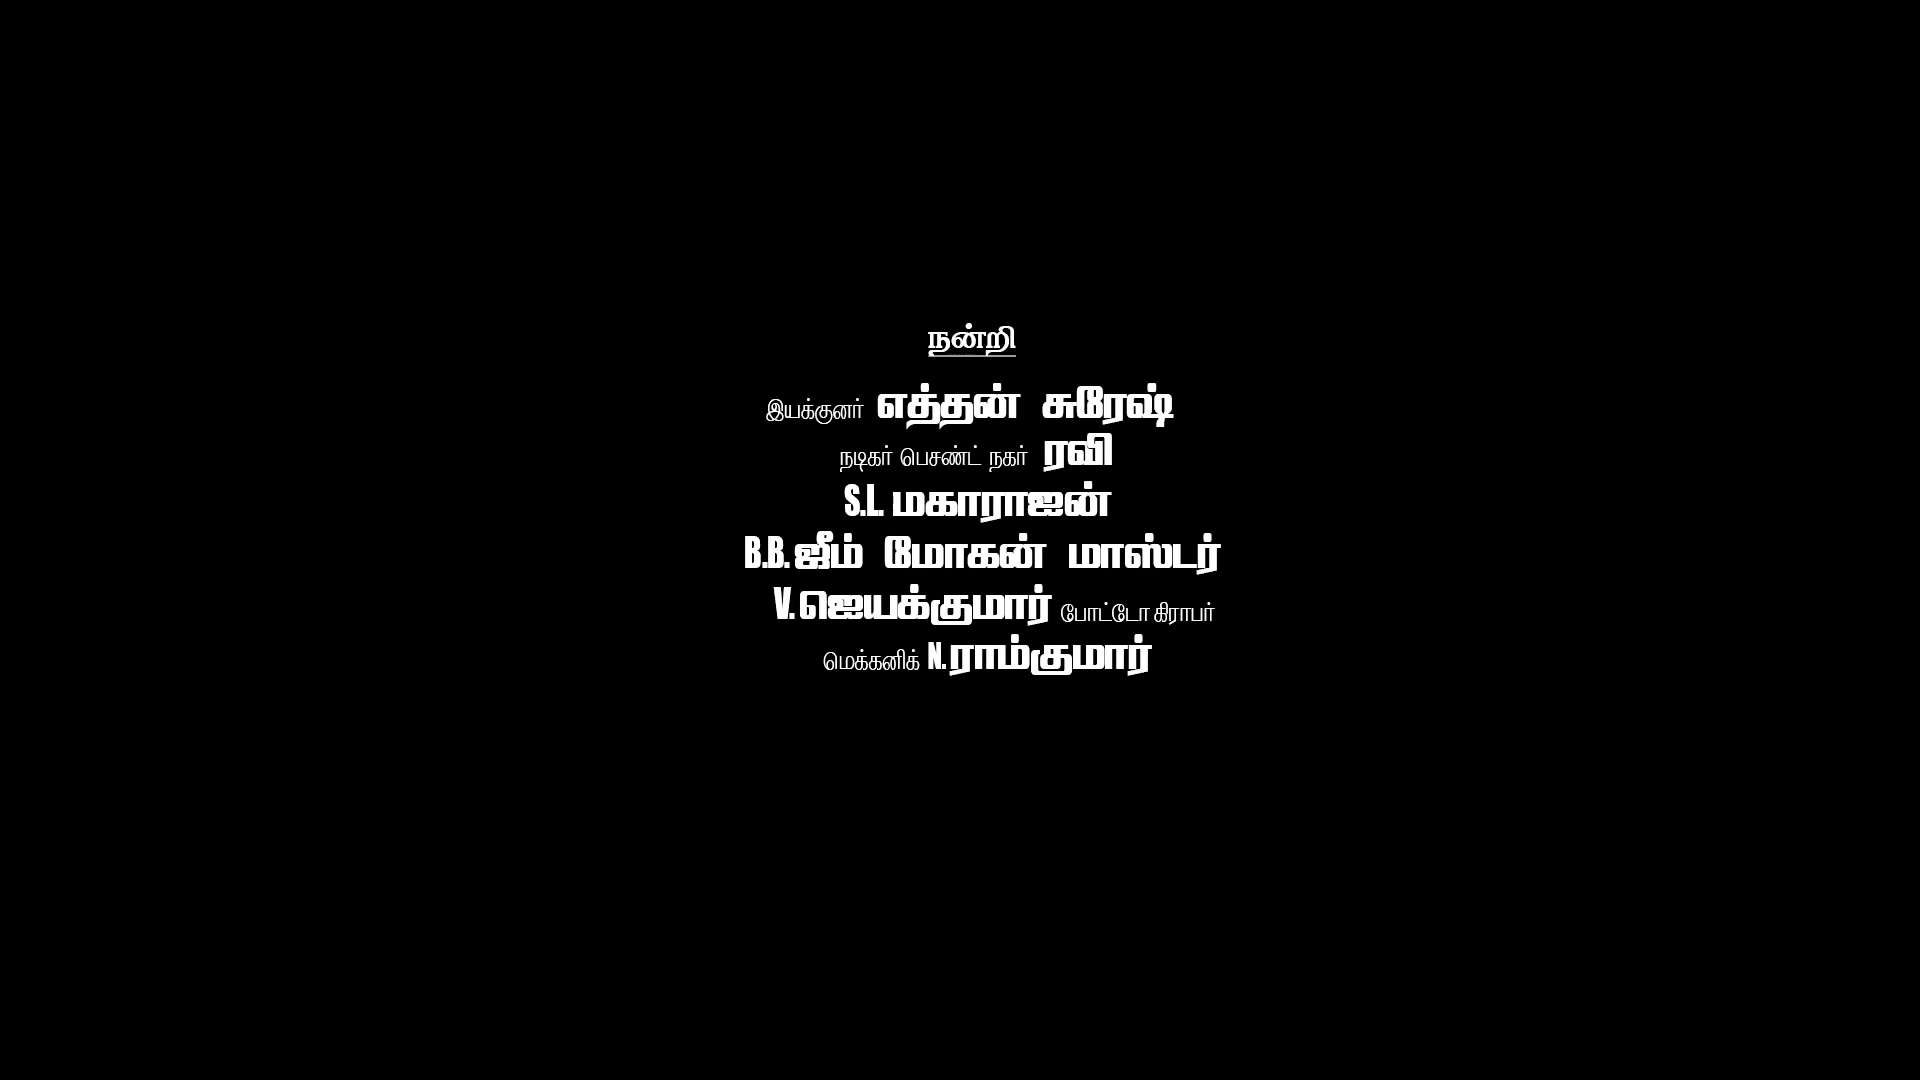 நன்றி
இயக்குனர் எத்தன் சுரேஷ்
நடிகர் பெசண்ட் நகர் ரவி
S.L. மகாராஜன்
B.B.ஜீம் மோகன் மாஸ்டர்
V.ஜெயக்குமார் போட்டோ கிராபர்
மெக்கனிக் N.ராம்குமார்